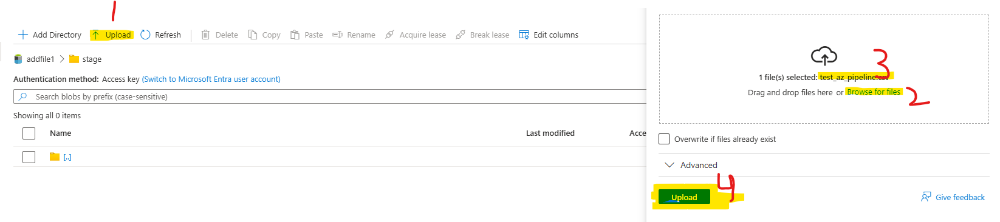 1
Add Directory Upload Refresh Delete Copy Paste Rename Acquire lease Break lease Edit columns
addfile1 > stage
Authentication method: Access key (Switch to Microsoft Entra user account)
Search blobs by prefix (case-sensitive)
Showing all 0 items
Name Last modified Acce
[..]
3
1 file(s) selected: test_az_pipeline.csv
Drag and drop files here or Browse for files
2
Overwrite if files already exist
Advanced
4
Upload
Give feedback